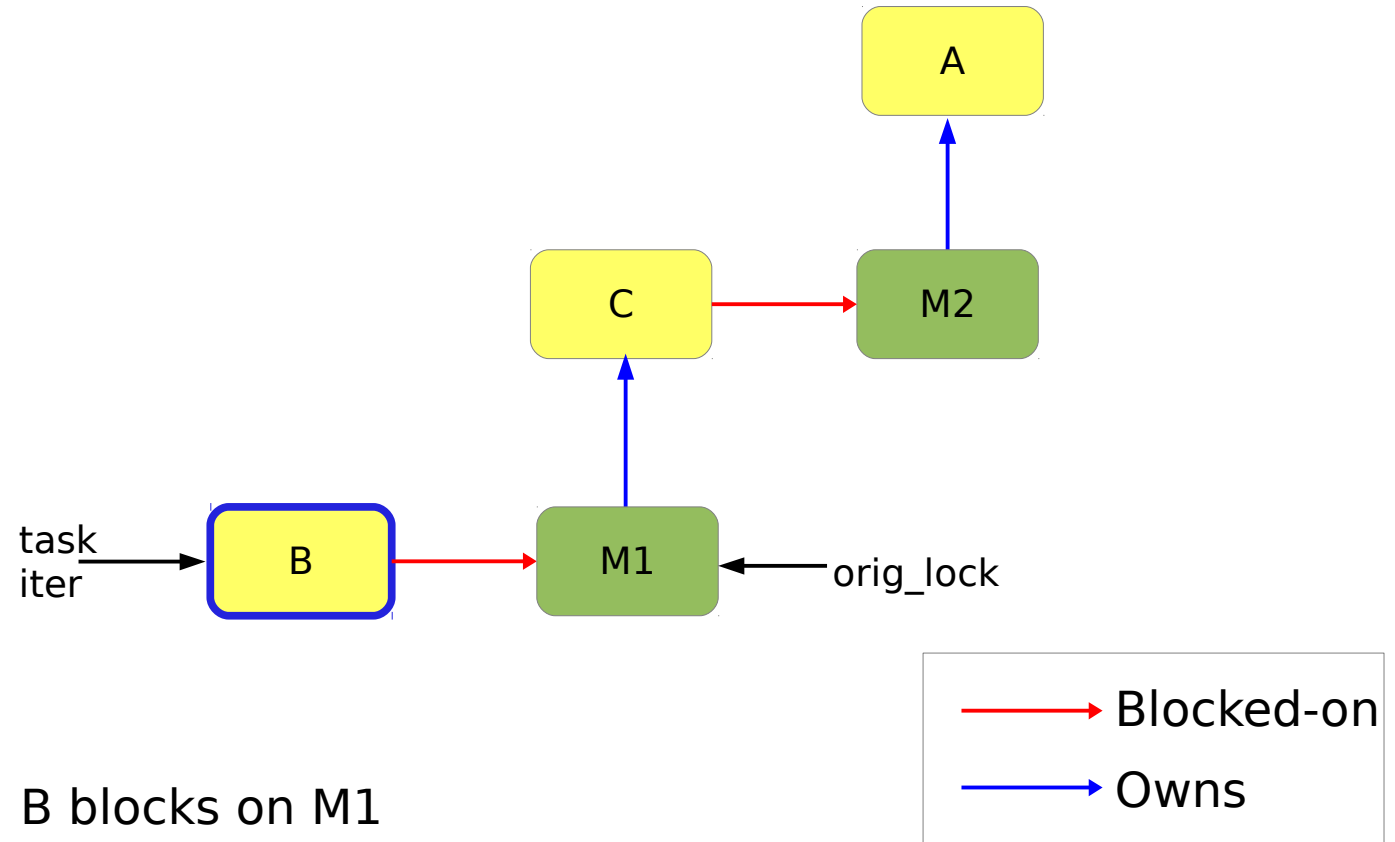 A
C
M2
task
iter
B
M1
orig_lock
Blocked-on
Owns
B blocks on M1